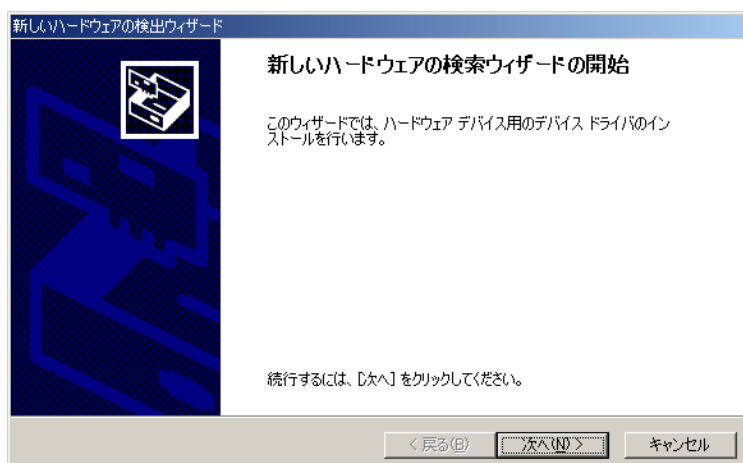 新しいハードウェアの検出ウィザード
新しいハードウェアの検索ウィザードの開始
このウィザードでは、ハードウェア デバイス用のデバイス ドライバのイン
ストールを行います。
続行するには、[次へ] をクリックしてください。
< 戻る(B)
次へ(N) >
キャンセル